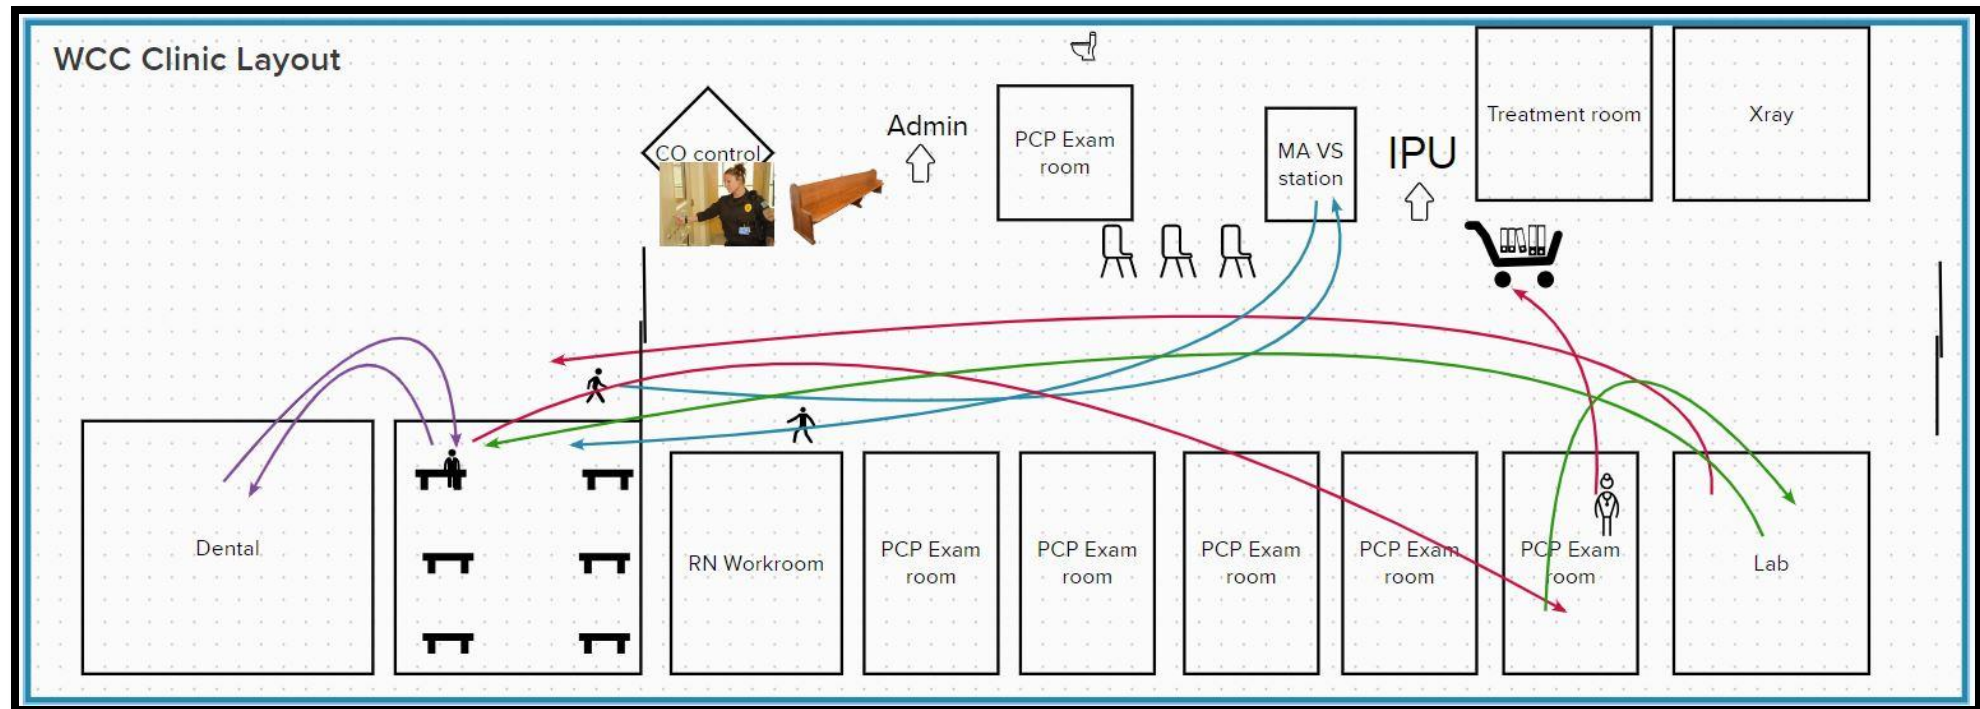 WCC Clinic Layout
CO control
Admin
PCP Exam
room
MA VS
station
IPU
Treatment room
Xray
Dental
RN Workroom
PCP Exam
room
PCP Exam
room
PCP Exam
room
PCP Exam
room
PCP Exam
room
Lab